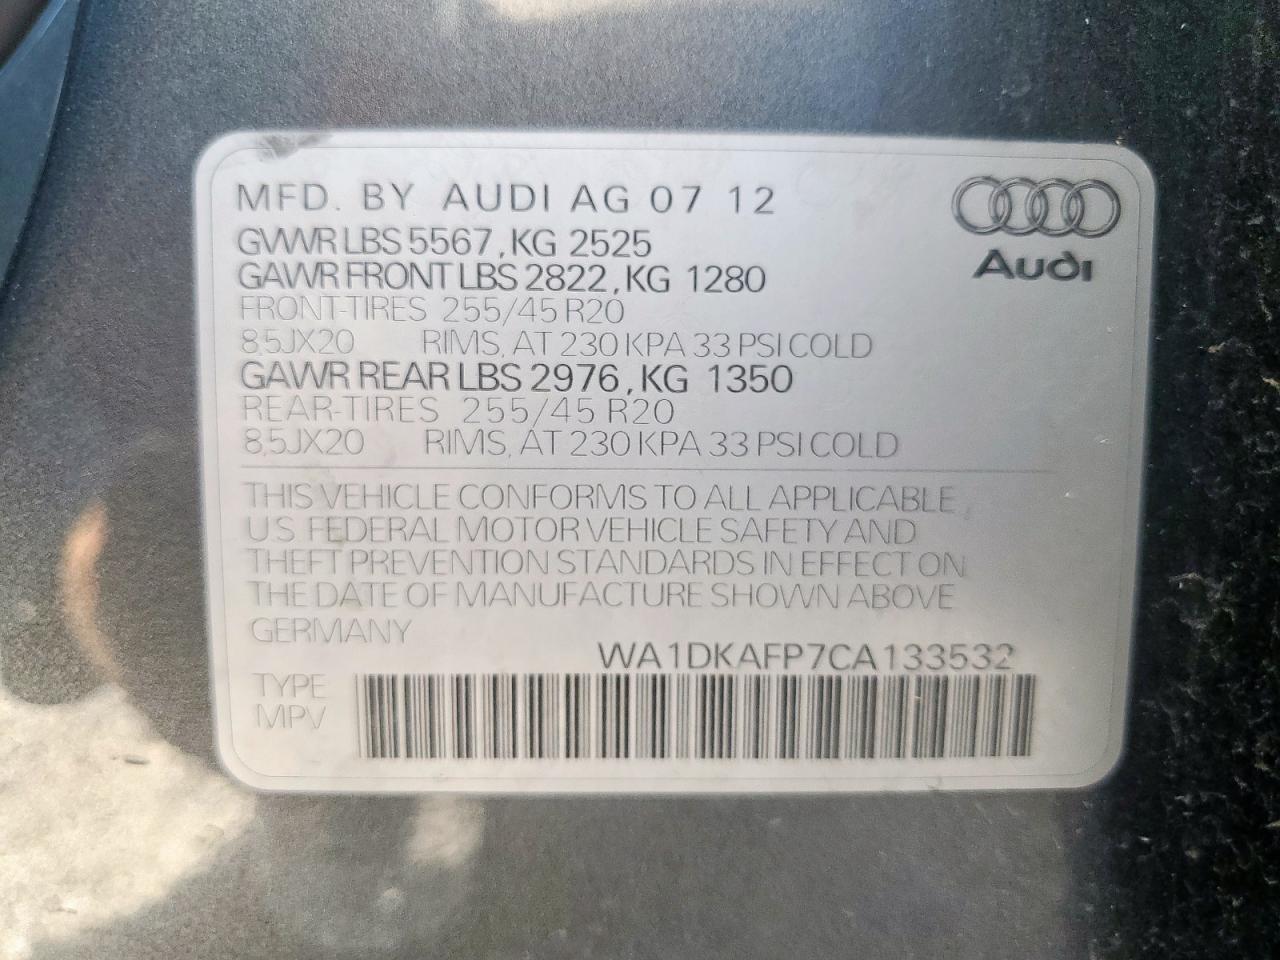 MFD. BY AUDI AG 07 12
GVWR LBS 5567, KG 2525
GAWR FRONT LBS 2822, KG 1280
FRONT-TIRES 255/45 R20
8,5JX20 RIMS, AT 230 KPA 33 PSI COLD
GAWR REAR LBS 2976, KG 1350
REAR-TIRES 255/45 R20
8,5JX20 RIMS, AT 230 KPA 33 PSI COLD
Audi
THIS VEHICLE CONFORMS TO ALL APPLICABLE
U.S FEDERAL MOTOR VEHICLE SAFETY AND
THEFT PREVENTION STANDARDS IN EFFECT ON
THE DATE OF MANUFACTURE SHOWN ABOVE
GERMANY
WA1DKAFP7CA133532
TYPE
MPV